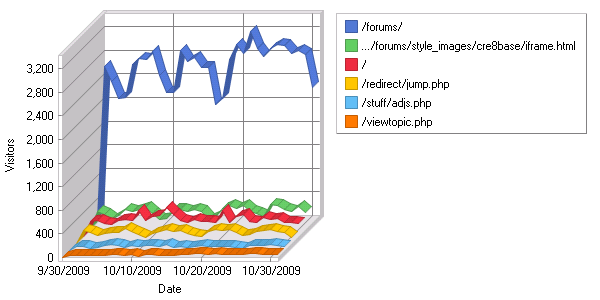 /forums/
.../forums/style_images/cre8base/iframe.html
/
/redirect/jump.php
/stuff/adjs.php
/viewtopic.php
Visitors
3,200
2,800
2,400
2,000
1,600
1,200
800
400
0
9/30/2009 10/10/2009 10/20/2009 10/30/2009
Date